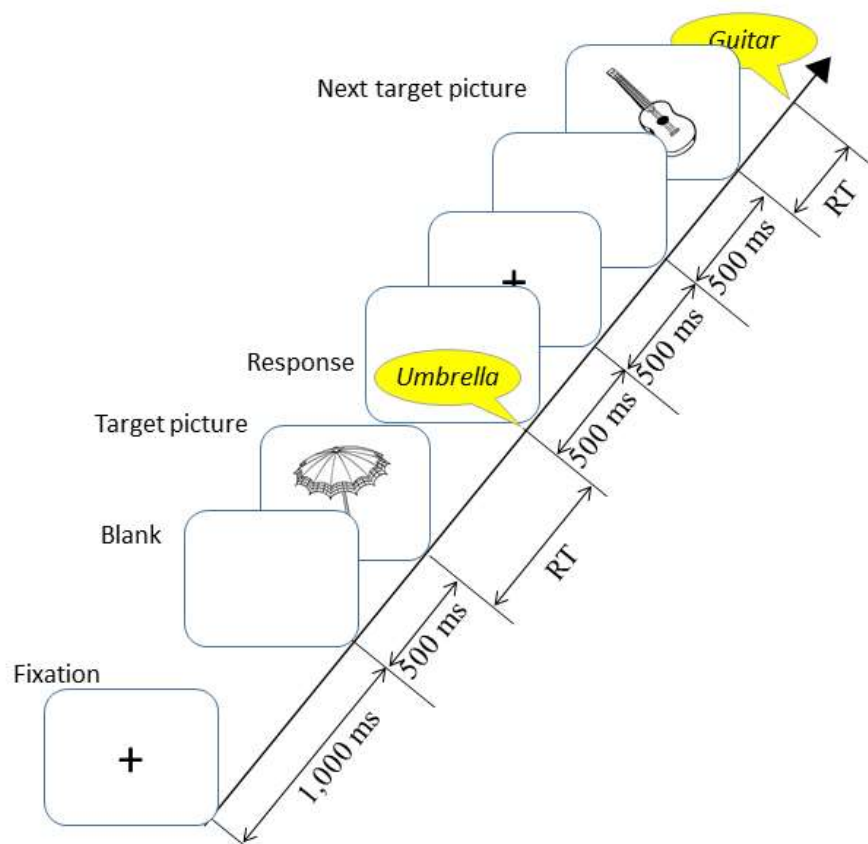 Guitar
Next target picture
RT
500 ms
500 ms
Response
Umbrella
500 ms
Target picture
RT
Blank
500 ms
Fixation
1,000 ms
+
+